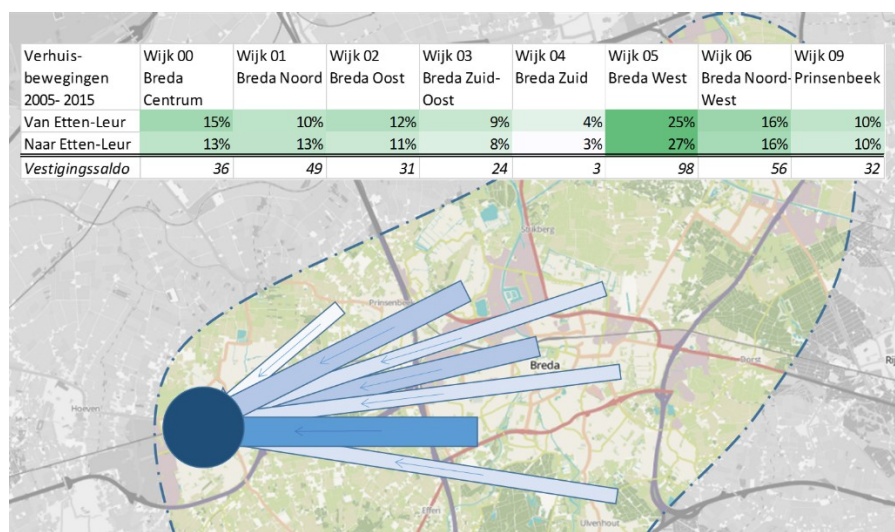 Verhuis-
bewegingen
2005- 2015
Wijk 00
Breda
Centrum
Wijk 01
Breda Noord
Wijk 02
Breda Oost
Wijk 03
Breda Zuid-
Oost
Wijk 04
Breda Zuid
Wijk 05
Breda West
Wijk 06
Breda Noord-
West
Wijk 09
Prinsenbeek
Van Etten-Leur 15% 10% 12% 9% 4% 25% 16% 10%
Naar Etten-Leur 13% 13% 11% 8% 3% 27% 16% 10%
Vestigingssaldo 36 49 31 24 3 98 56 32
Prinsenbeek
Breda
Dorst
Hoeven
Effen
Ulvenhout